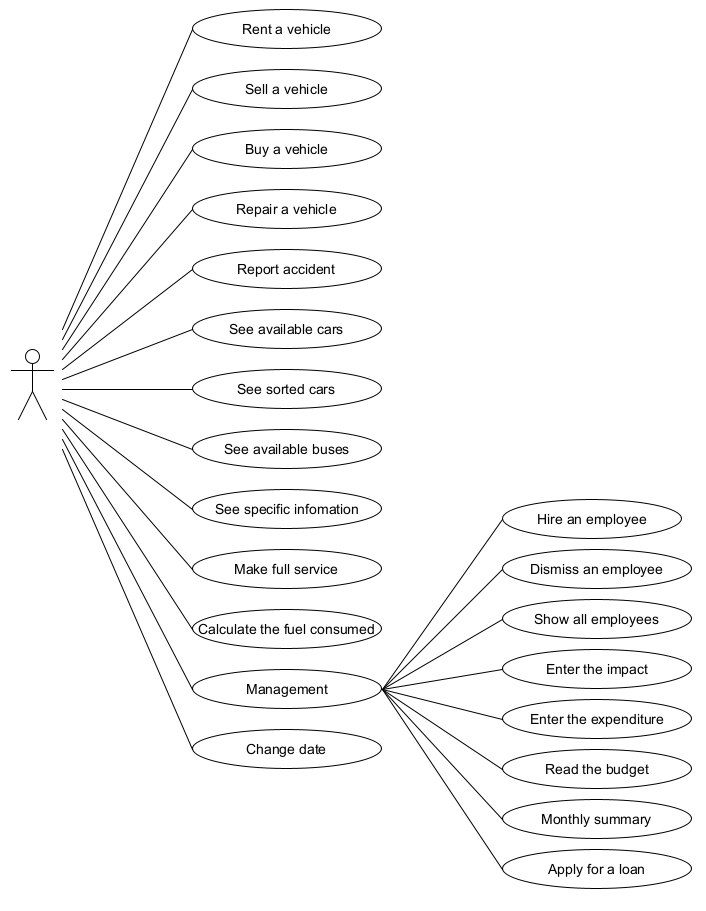 Rent a vehicle
Sell a vehicle
Buy a vehicle
Repair a vehicle
Report accident
See available cars
See sorted cars
See available buses
See specific infomation
Make full service
Calculate the fuel consumed
Management
Change date
Hire an employee
Dismiss an employee
Show all employees
Enter the impact
Enter the expenditure
Read the budget
Monthly summary
Apply for a loan